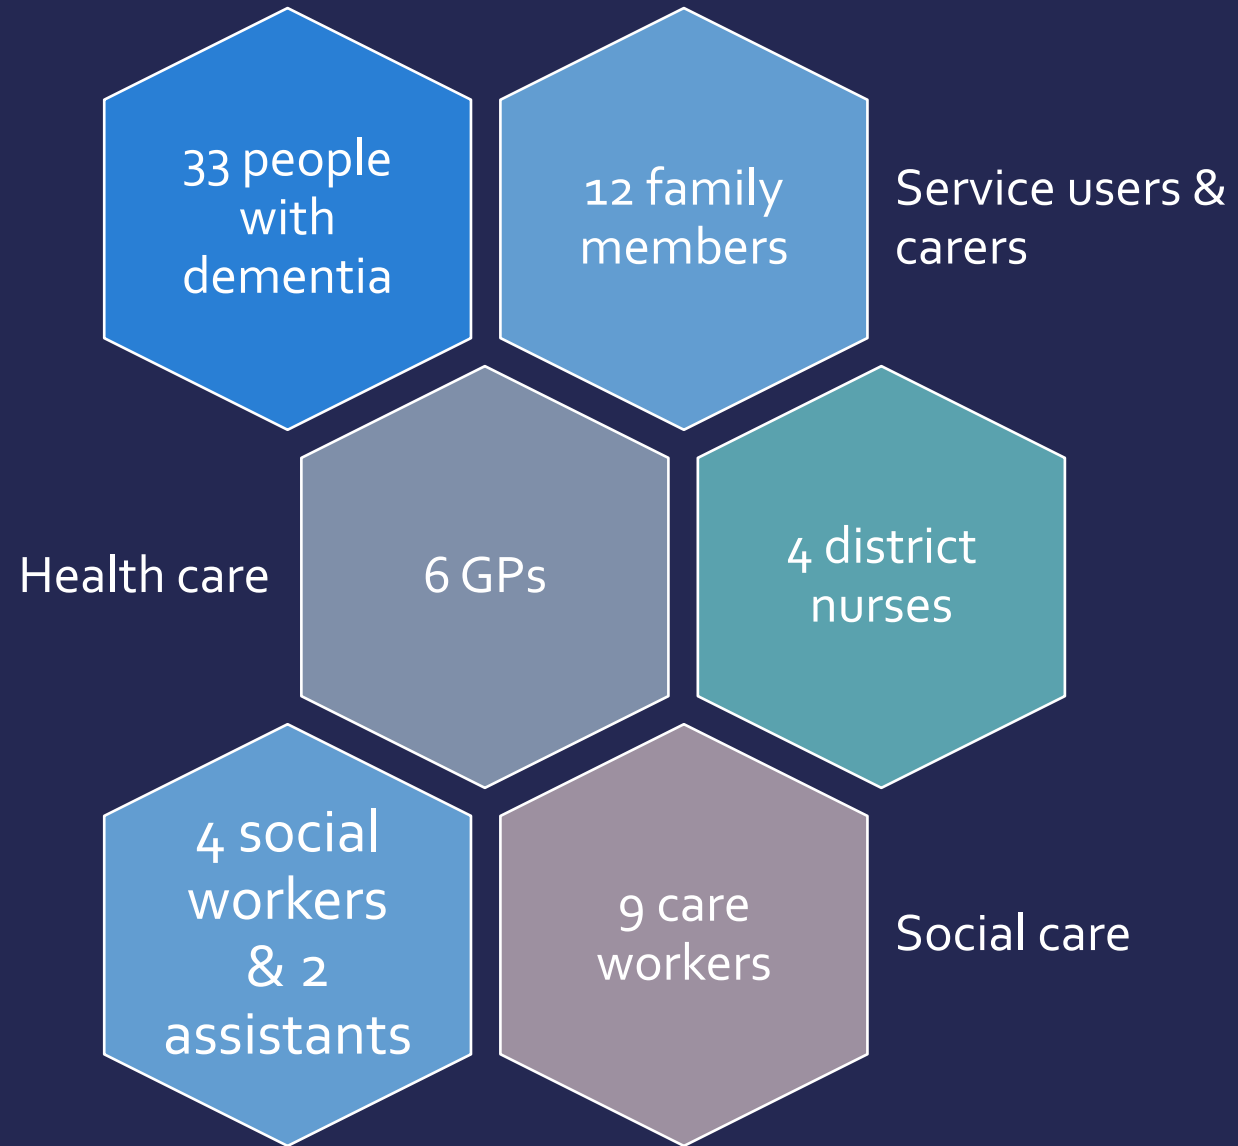 33 people
with
dementia
12 family
members
Service users &
carers
Health care
6 GPs
4 district
nurses
4 social
workers
& 2
assistants
9 care
workers
Social care